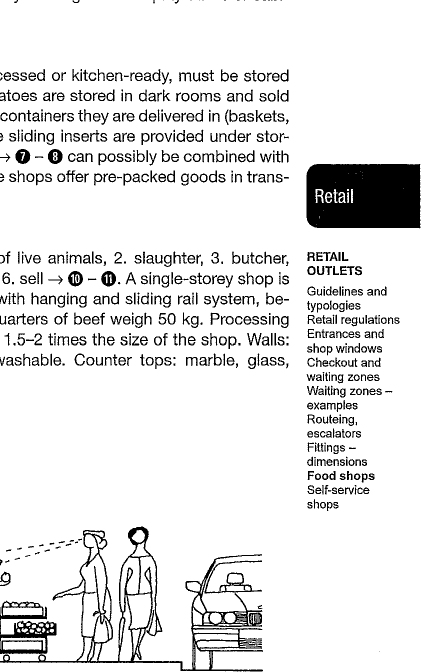 cessed or kitchen-ready, must be stored
atoes are stored in dark rooms and sold
containers they are delivered in (baskets,
e sliding inserts are provided under stor-
→ ❼ – ❽ can possibly be combined with
e shops offer pre-packed goods in trans-
of live animals, 2. slaughter, 3. butcher,
6. sell → ❿ – ⓫. A single-storey shop is
with hanging and sliding rail system, be-
uarters of beef weigh 50 kg. Processing
1.5–2 times the size of the shop. Walls:
washable. Counter tops: marble, glass,
Retail
RETAIL
OUTLETS
Guidelines and
typologies
Retail regulations
Entrances and
shop windows
Checkout and
waiting zones
Waiting zones –
examples
Routeing,
escalators
Fittings –
dimensions
Food shops
Self-service
shops